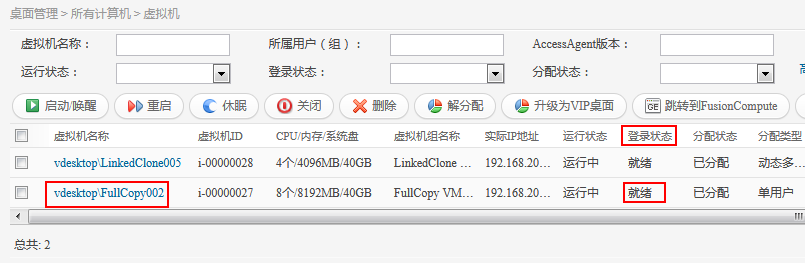 桌面管理 > 所有计算机 > 虚拟机
虚拟机名称： 所属用户（组）： AccessAgent版本：
运行状态： 登录状态： 分配状态：
启动/唤醒 重启 休眠 关闭 删除 解分配 升级为VIP桌面 GE 跳转到FusionCompute
虚拟机名称 虚拟机ID CPU/内存/系统盘 虚拟机组名称 实际IP地址 运行状态 登录状态 分配状态 分配类型
vdesktop\LinkedClone005 i-00000028 4个/4096MB/40GB LinkedClone ... 192.168.20... 运行中 就绪 已分配 动态多...
vdesktop\FullCopy002 i-00000027 8个/8192MB/40GB FullCopy VM... 192.168.20... 运行中 就绪 已分配 单用户
总共: 2